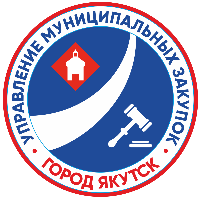 УПРАВЛЕНИЕ МУНИЦИПАЛЬНЫХ ЗАКУПОК
ГОРОД ЯКУТСК